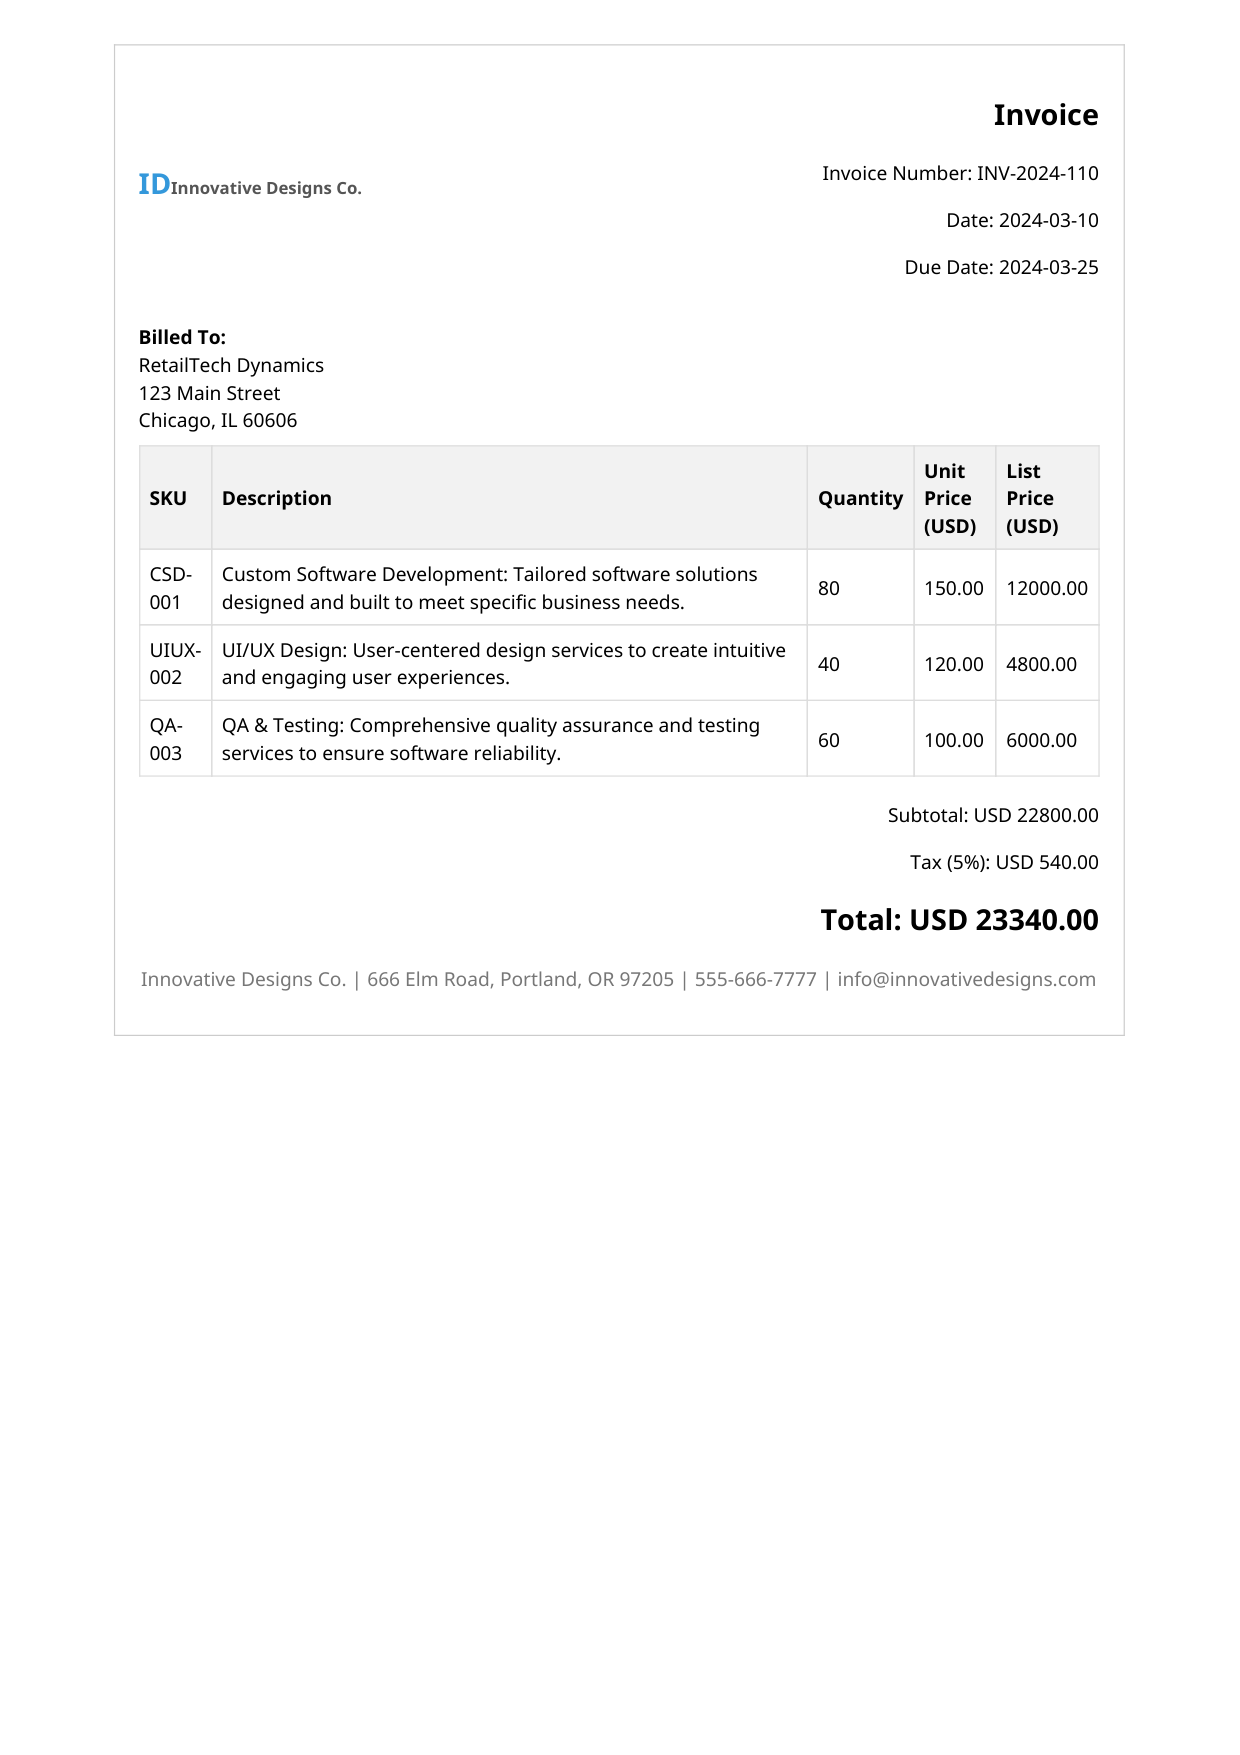 Invoice
IDInnovative Designs Co.
Invoice Number: INV-2024-110
Date: 2024-03-10
Due Date: 2024-03-25
Billed To:
RetailTech Dynamics
123 Main Street
Chicago, IL 60606
SKU Description Quantity Unit Price (USD) List Price (USD)
CSD-001 Custom Software Development: Tailored software solutions
designed and built to meet specific business needs. 80 150.00 12000.00
UIUX-002 UI/UX Design: User-centered design services to create intuitive
and engaging user experiences. 40 120.00 4800.00
QA-003 QA & Testing: Comprehensive quality assurance and testing
services to ensure software reliability. 60 100.00 6000.00
Subtotal: USD 22800.00
Tax (5%): USD 540.00
Total: USD 23340.00
Innovative Designs Co. | 666 Elm Road, Portland, OR 97205 | 555-666-7777 | info@innovativedesigns.com